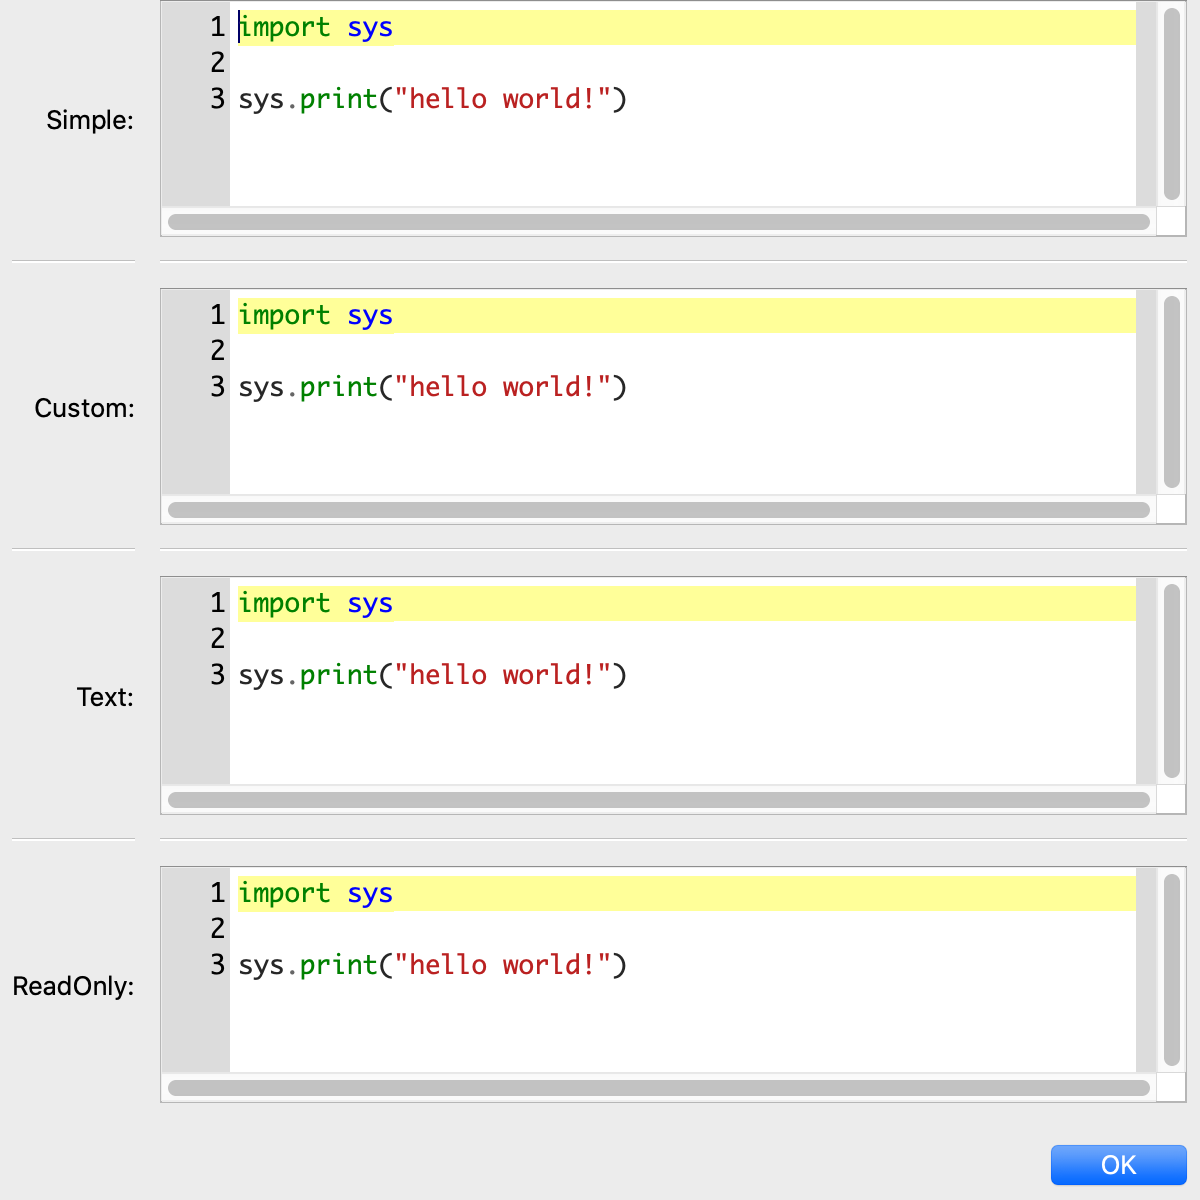 Simple:
1 import sys
2
3 sys.print("hello world!")
Custom:
1 import sys
2
3 sys.print("hello world!")
Text:
1 import sys
2
3 sys.print("hello world!")
ReadOnly:
1 import sys
2
3 sys.print("hello world!")
OK